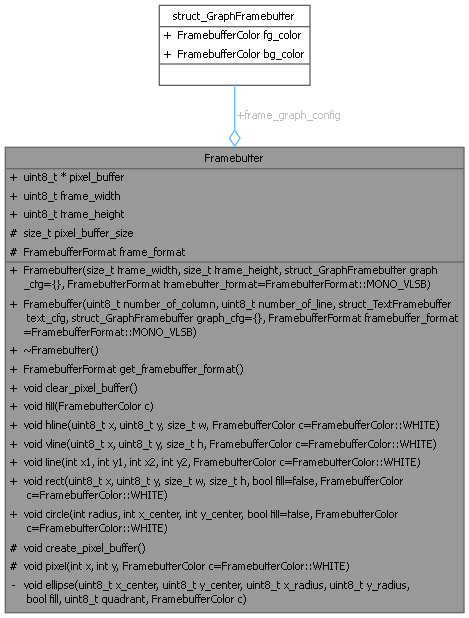 struct_GraphFramebuffer
+ FramebufferColor fg_color
+ FramebufferColor bg_color
+frame_graph_config
Framebuffer
+ uint8_t * pixel_buffer
+ uint8_t frame_width
+ uint8_t frame_height
# size_t pixel_buffer_size
# FramebufferFormat frame_format
+ Framebuffer(size_t frame_width, size_t frame_height, struct_GraphFramebuffer graph
_cfg={}, FramebufferFormat framebuffer_format=FramebufferFormat::MONO_VLSB)
+ Framebuffer(uint8_t number_of_column, uint8_t number_of_line, struct_TextFramebuffer
text_cfg, struct_GraphFramebuffer graph_cfg={}, FramebufferFormat framebuffer_format
=FramebufferFormat::MONO_VLSB)
+ ~Framebuffer()
+ FramebufferFormat get_framebuffer_format()
+ void clear_pixel_buffer()
+ void fill(FramebufferColor c)
+ void hline(uint8_t x, uint8_t y, size_t w, FramebufferColor c=FramebufferColor::WHITE)
+ void vline(uint8_t x, uint8_t y, size_t h, FramebufferColor c=FramebufferColor::WHITE)
+ void line(int x1, int y1, int x2, int y2, FramebufferColor c=FramebufferColor::WHITE)
+ void rect(uint8_t x, uint8_t y, size_t w, size_t h, bool fill=false, FramebufferColor
c=FramebufferColor::WHITE)
+ void circle(int radius, int x_center, int y_center, bool fill=false, FramebufferColor
c=FramebufferColor::WHITE)
# void create_pixel_buffer()
# void pixel(int x, int y, FramebufferColor c=FramebufferColor::WHITE)
- void ellipse(uint8_t x_center, uint8_t y_center, uint8_t x_radius, uint8_t y_radius,
bool fill, uint8_t quadrant, FramebufferColor c)